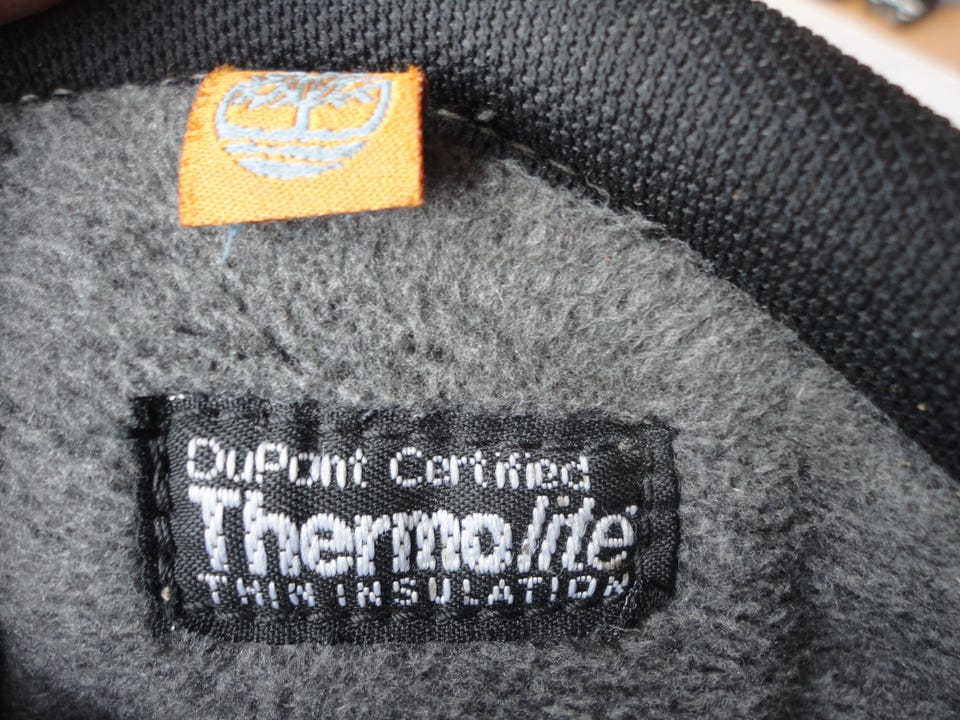 DuPont Certified
Thermolite
THIN INSULATION